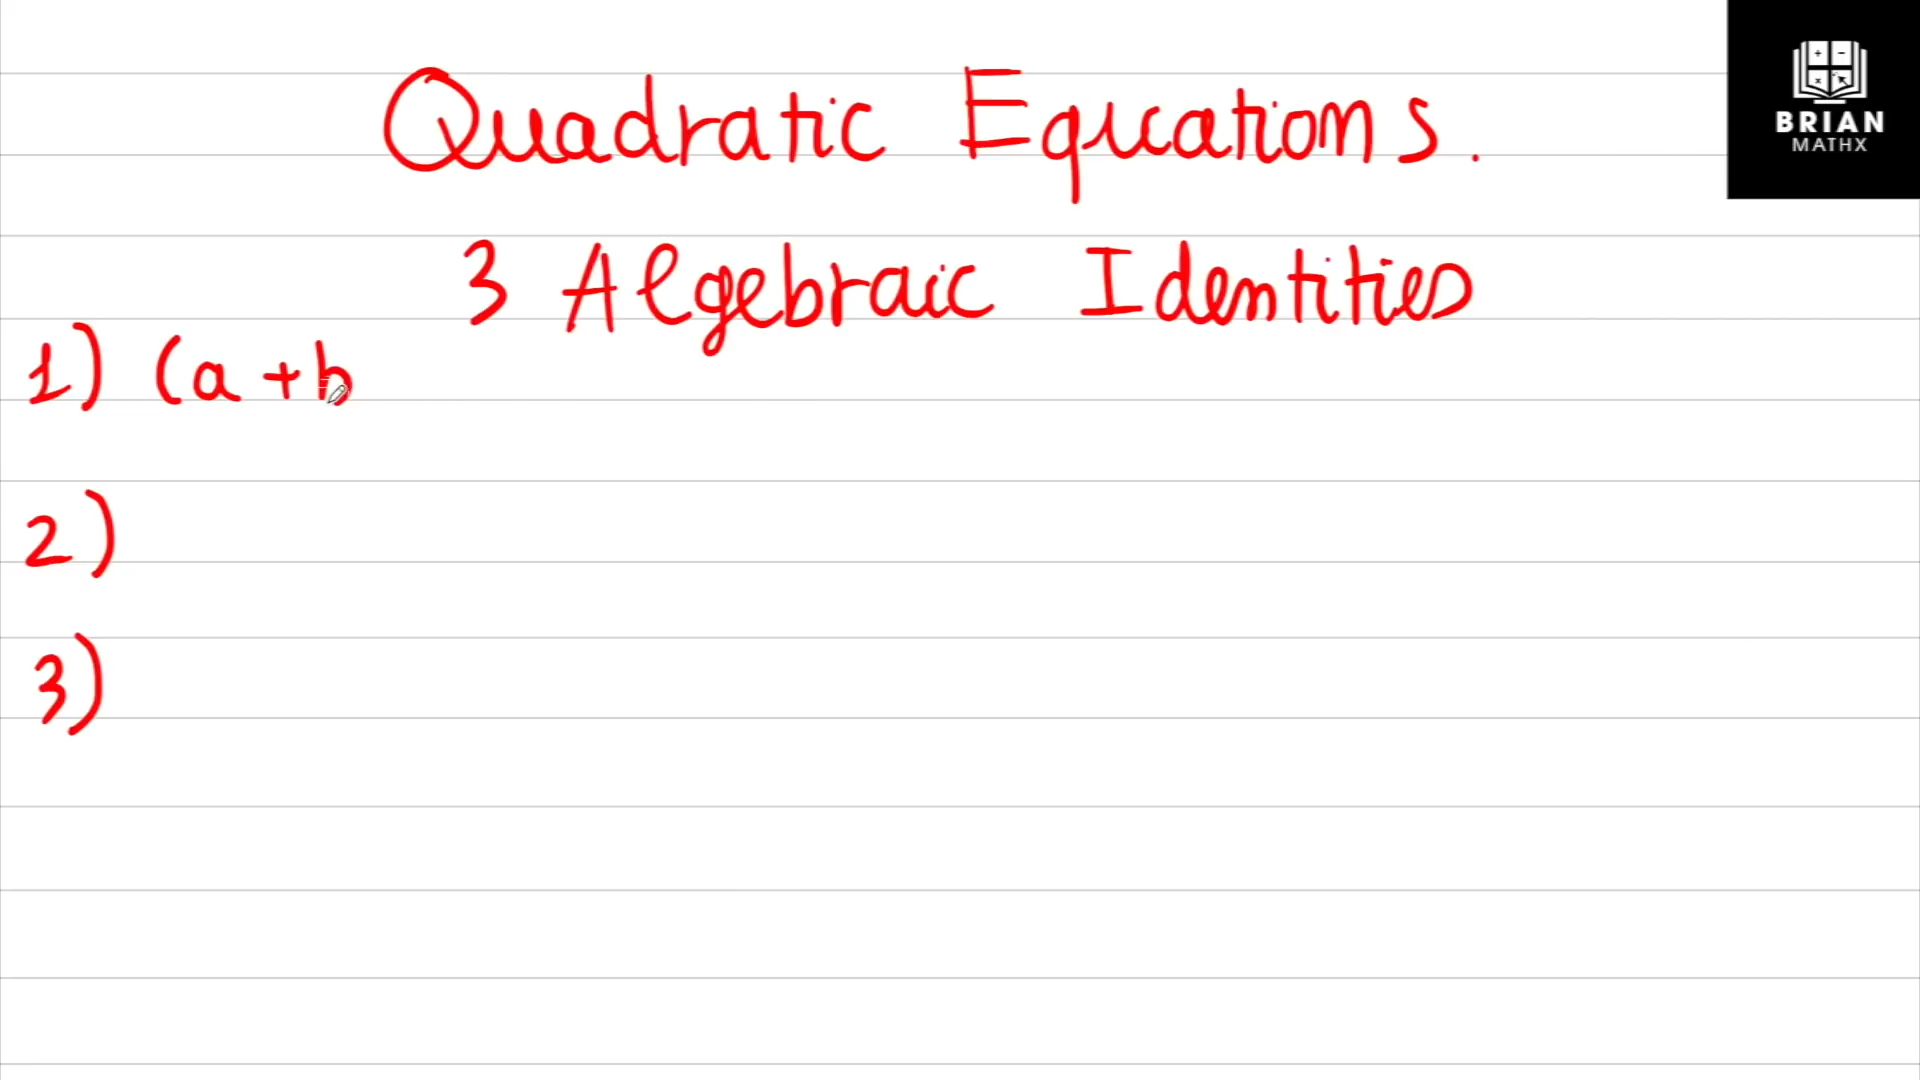 Quadratic Equations.
BRIAN
MATHX
3 Algebraic Identities
1) (a+b
2)
3)